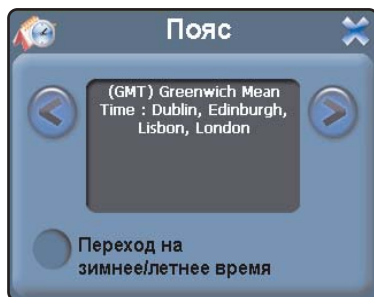 Пояс
(GMT) Greenwich Mean
Time : Dublin, Edinburgh,
Lisbon, London
Переход на
зимнее/летнее время